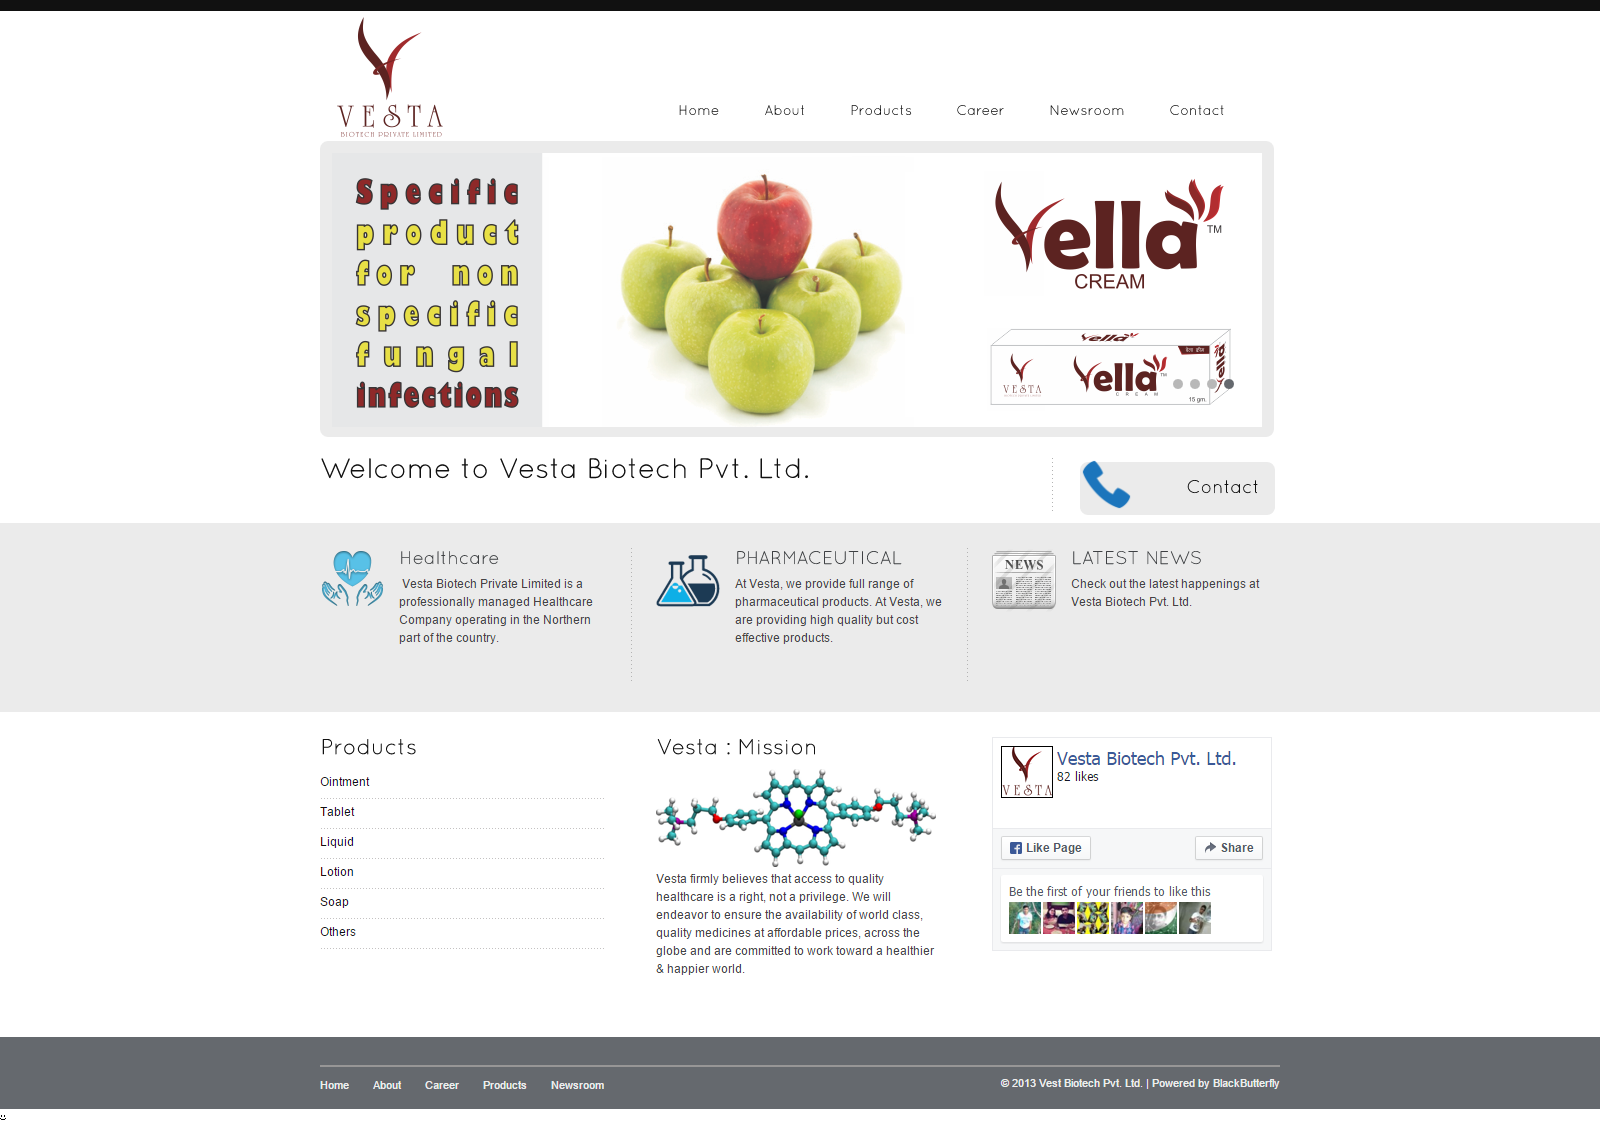 VESTA
BIOTECH PRIVATE LIMITED
Home About Products Career Newsroom Contact
Specific
product
for non
specific
fungal
infections
Vella TM
CREAM
Vella
VESTA
Vella TM
CREAM
15 gm.
Welcome to Vesta Biotech Pvt. Ltd.
Contact
Healthcare
Vesta Biotech Private Limited is a
professionally managed Healthcare
Company operating in the Northern
part of the country.
PHARMACEUTICAL
At Vesta, we provide full range of
pharmaceutical products. At Vesta, we
are providing high quality but cost
effective products.
NEWS
LATEST NEWS
Check out the latest happenings at
Vesta Biotech Pvt. Ltd.
Products
Ointment
Tablet
Liquid
Lotion
Soap
Others
Vesta : Mission
Vesta firmly believes that access to quality
healthcare is a right, not a privilege. We will
endeavor to ensure the availability of world class,
quality medicines at affordable prices, across the
globe and are committed to work toward a healthier
& happier world.
VESTA
Vesta Biotech Pvt. Ltd.
82 likes
Like Page
Share
Be the first of your friends to like this
Home About Career Products Newsroom
© 2013 Vest Biotech Pvt. Ltd. | Powered by BlackButterfly